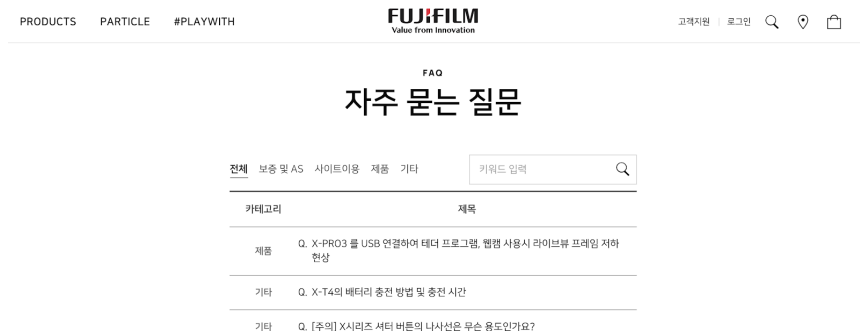 PRODUCTS PARTICLE #PLAYWITH
FUJIFILM
Value from Innovation
고객지원 로그인
FAQ
자주 묻는 질문
전체 보증 및 AS 사이트이용 제품 기타
키워드 입력
카테고리 제목
제품 Q. X-PRO3 를 USB 연결하여 테더 프로그램, 웹캠 사용시 라이브뷰 프레임 저하
현상
기타 Q. X-T4의 배터리 충전 방법 및 충전 시간
기타 Q. [주의] X시리즈 셔터 버튼의 나사선은 무슨 용도인가요?